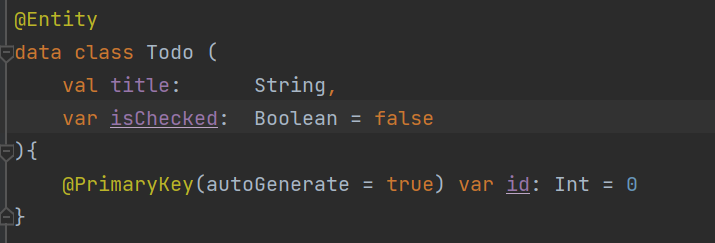 @Entity
data class Todo (
    val title:      String,
    var isChecked:  Boolean = false
){
    @PrimaryKey(autoGenerate = true) var id: Int = 0
}